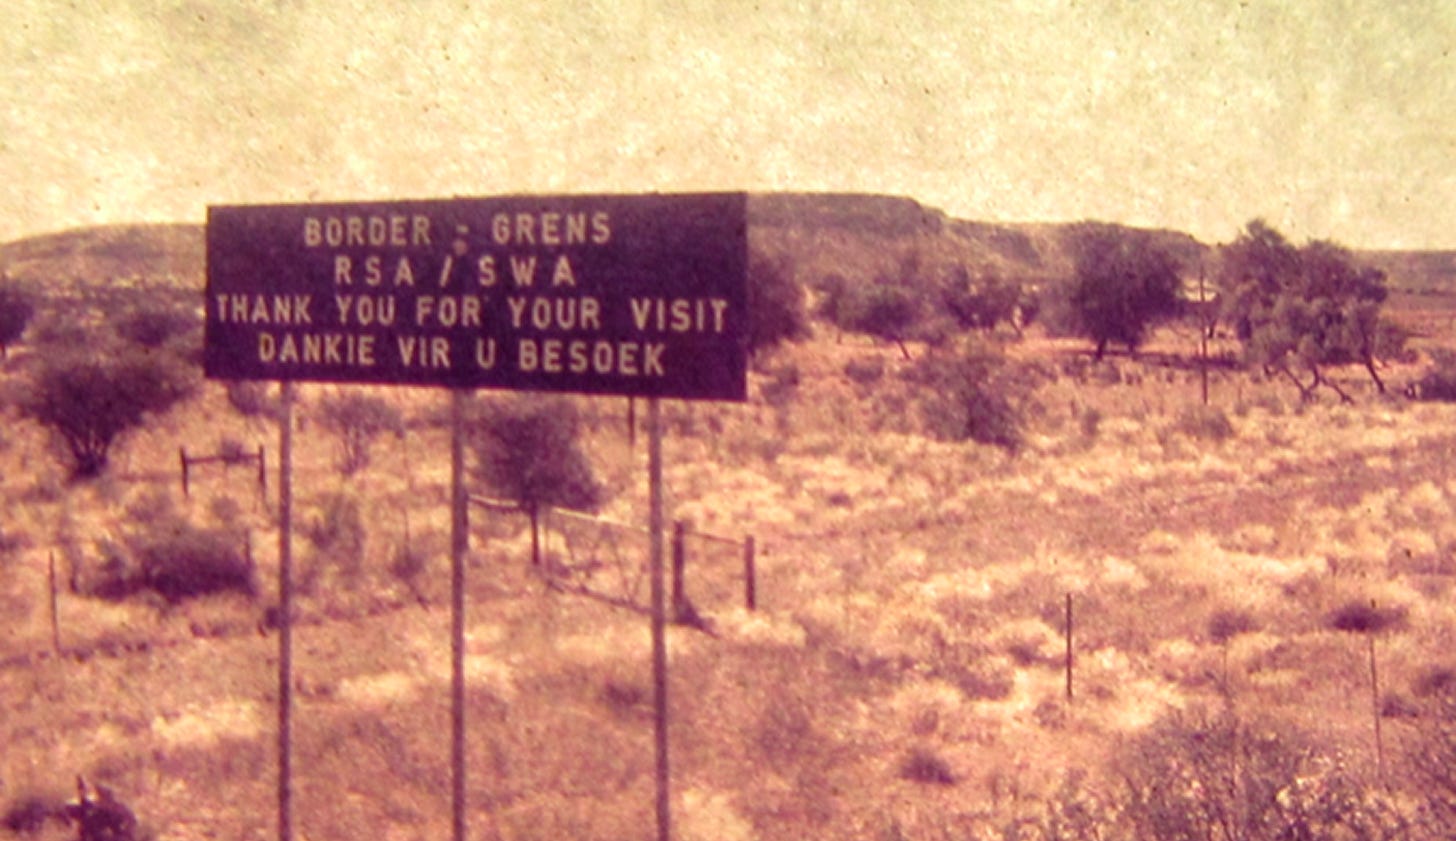 BORDER - GRENS
RSA / SWA
THANK YOU FOR YOUR VISIT
DANKIE VIR U BESOEK